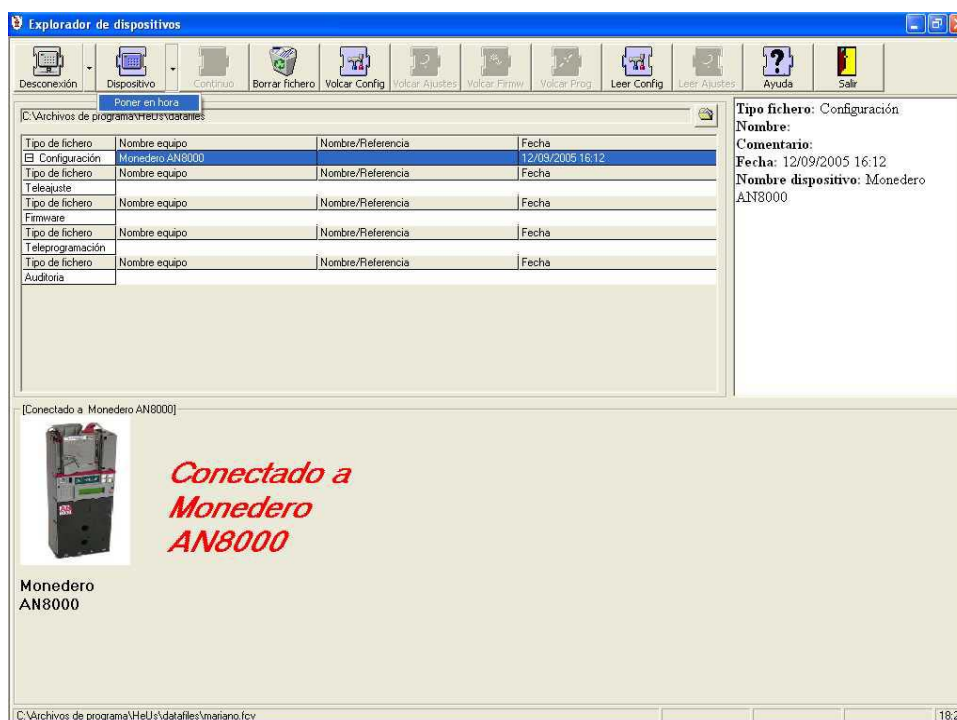 Explorador de dispositivos
Desconexión Dispositivo Continuo Borrar fichero Volcar Config Volcar Ajustes Volcar Firmw Volcar Prog Leer Config Leer Ajustes Ayuda Salir
Poner en hora
C:\Archivos de programa\HeUs\datafiles
Tipo de fichero Nombre equipo Nombre/Referencia Fecha
Configuración Monedero AN8000 12/09/2005 16:12
Tipo de fichero Nombre equipo Nombre/Referencia Fecha
Teleajuste
Tipo de fichero Nombre equipo Nombre/Referencia Fecha
Firmware
Tipo de fichero Nombre equipo Nombre/Referencia Fecha
Teleprogramación
Tipo de fichero Nombre equipo Nombre/Referencia Fecha
Auditoria
Tipo fichero: Configuración
Nombre:
Comentario:
Fecha: 12/09/2005 16:12
Nombre dispositivo: Monedero
AN8000
[Conectado a Monedero AN8000]
Conectado a
Monedero
AN8000
Monedero
AN8000
C:\Archivos de programa\HeUs\datafiles\mariano.fcv